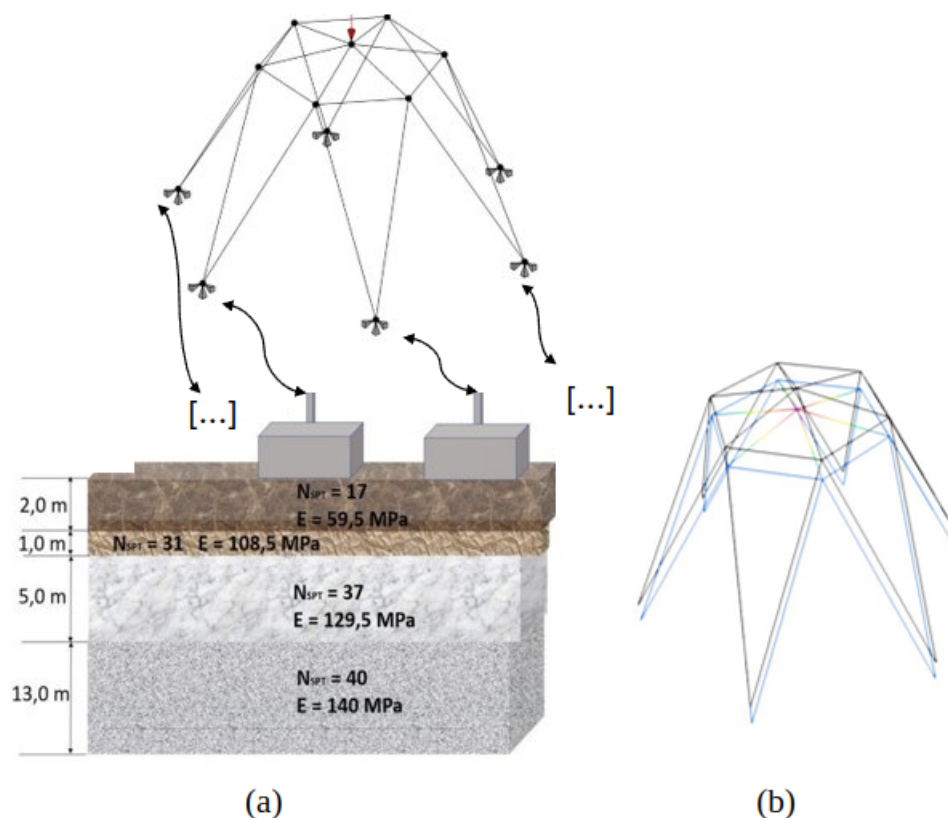 [...]
[...]
2,0 m
NSPT = 17
E = 59,5 MPa
1,0 m
NSPT = 31 E = 108,5 MPa
5,0 m
NSPT = 37
E = 129,5 MPa
13,0 m
NSPT = 40
E = 140 MPa
(a)
(b)